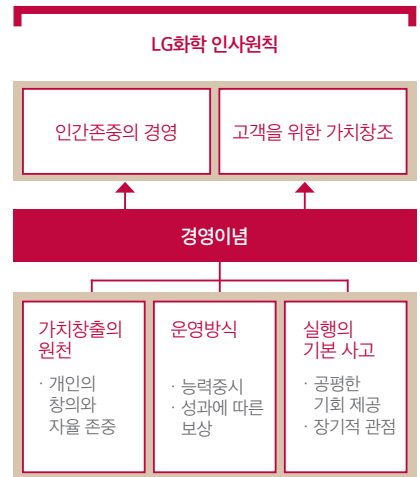 LG화학 인사원칙
인간존중의 경영
고객을 위한 가치창조
경영이념
가치창출의
원천
· 개인의
창의와
자율 존중
운영방식
· 능력중시
· 성과에 따른
보상
실행의
기본 사고
· 공평한
기회 제공
· 장기적 관점